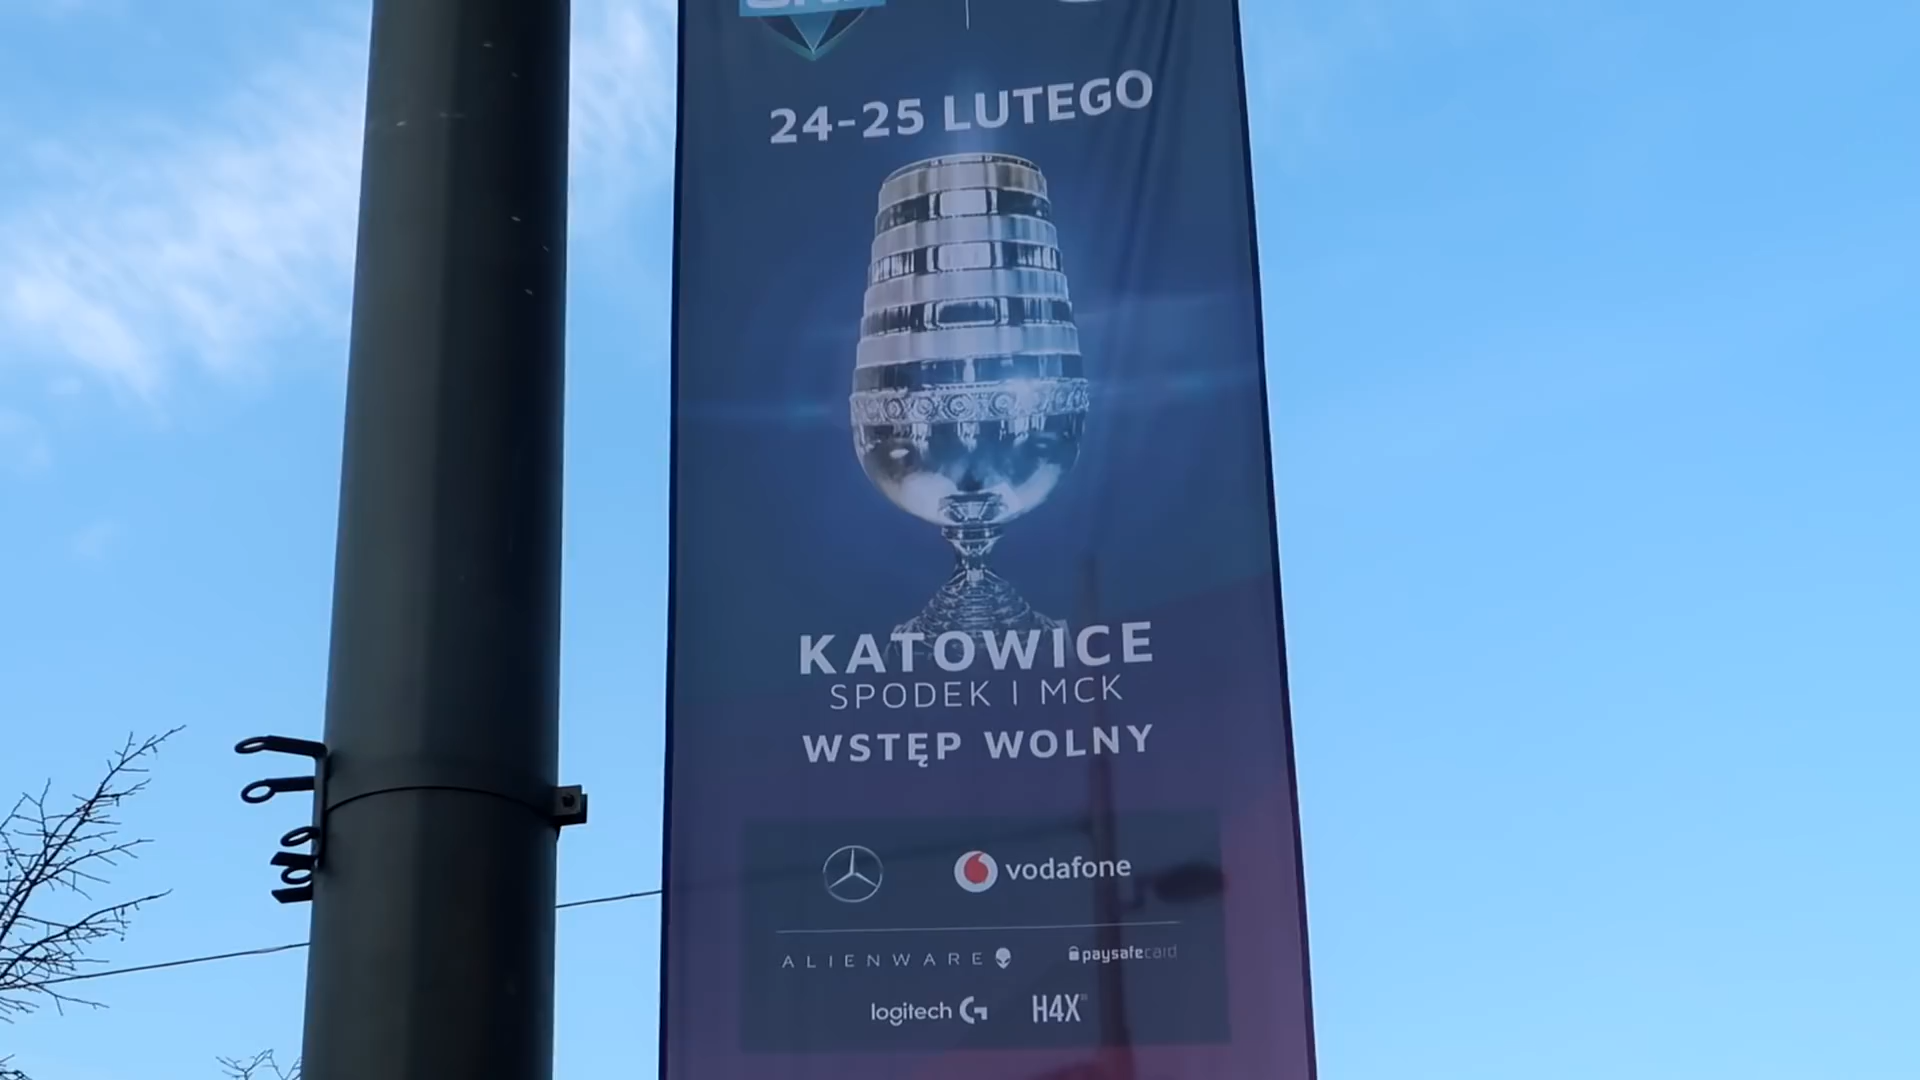 24-25 LUTEGO
KATOWICE
SPODEK I MCK
WSTĘP WOLNY
vodafone
ALIENWARE
paysafecard
logitech G
H4X